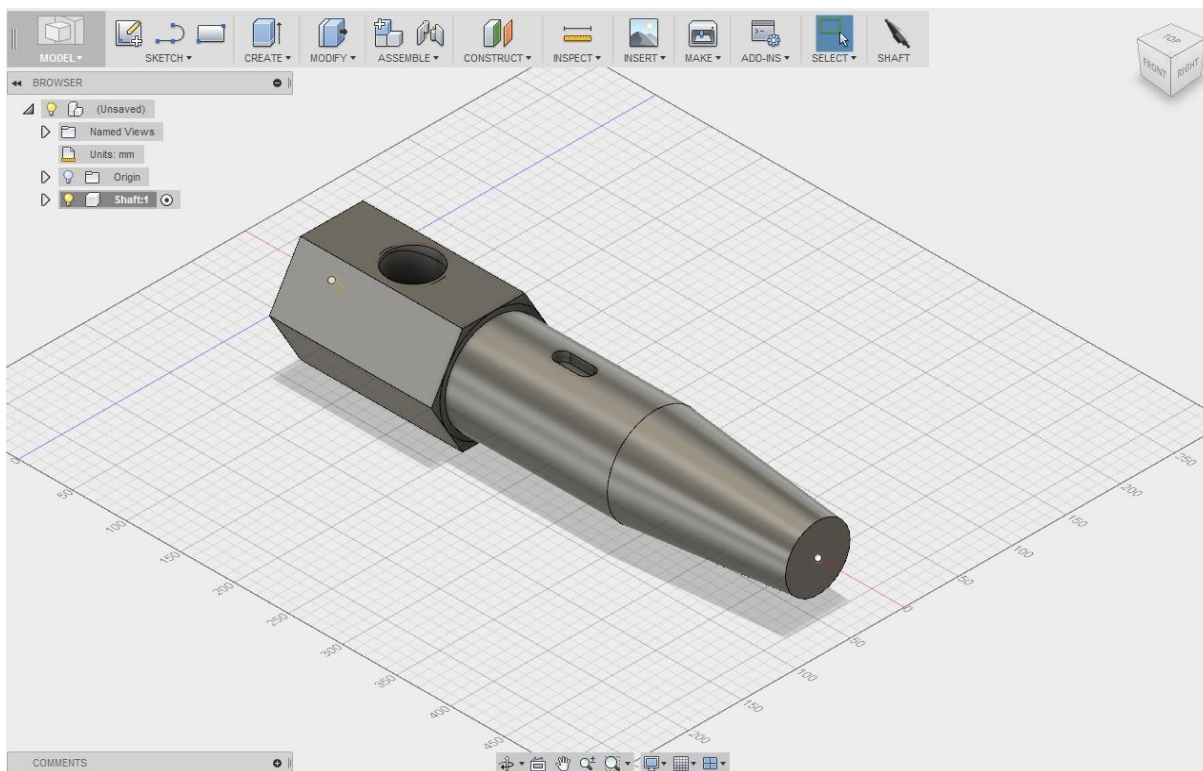 MODEL▾
SKETCH▾
CREATE▾
MODIFY▾
ASSEMBLE▾
CONSTRUCT▾
INSPECT▾
INSERT▾
MAKE▾
ADD-INS▾
SELECT▾
SHAFT
BROWSER
(Unsaved)
Named Views
Units: mm
Origin
Shaft:1
TOP
FRONT
RIGHT
0
50
100
150
200
250
300
350
400
450
250
200
150
100
50
0
50
100
150
200
COMMENTS